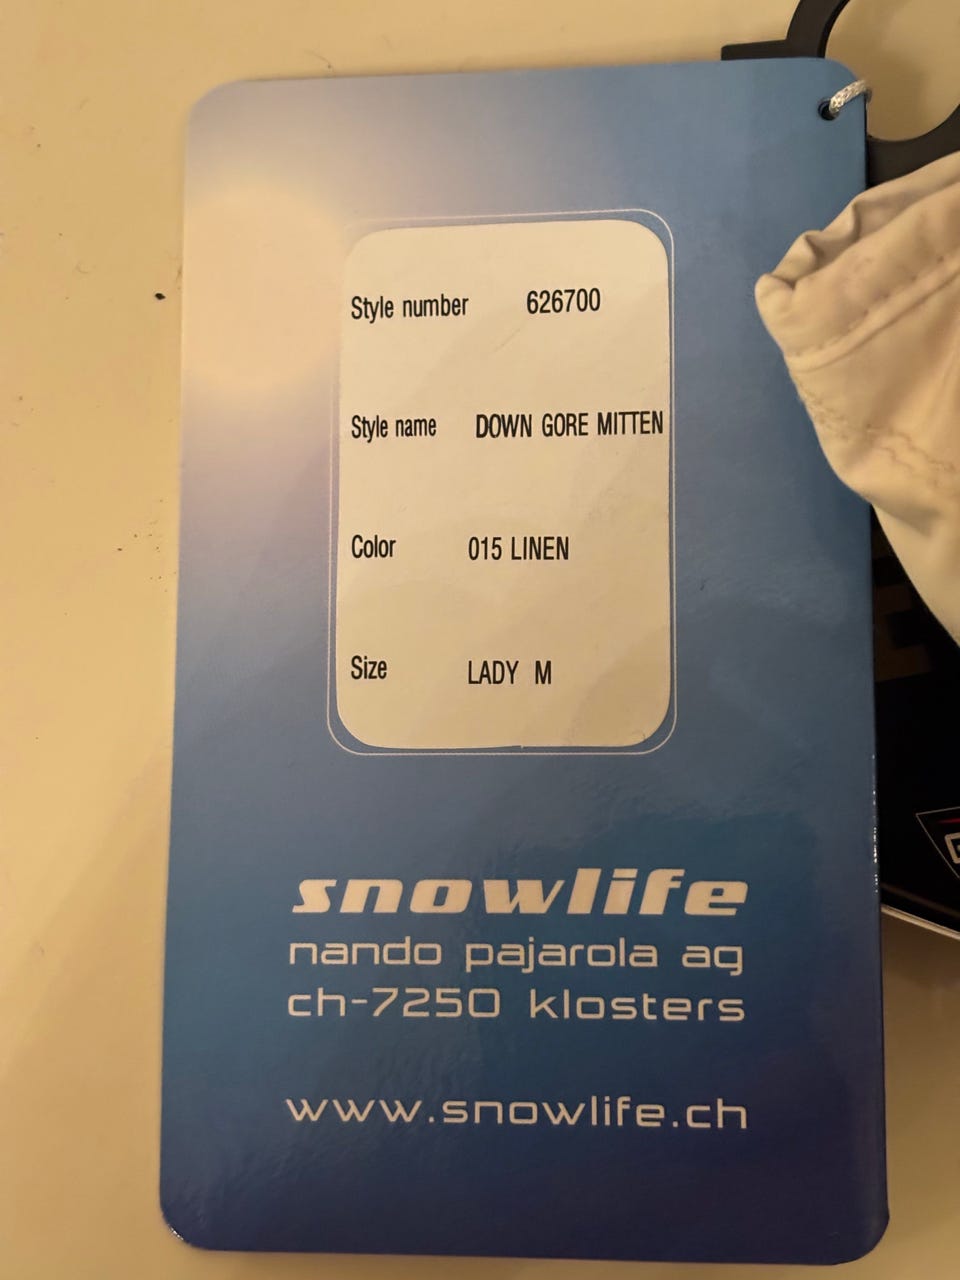 Style number 626700
Style name DOWN GORE MITTEN
Color 015 LINEN
Size LADY M
snowlife
nando pajarola ag
ch-7250 klosters
www.snowlife.ch